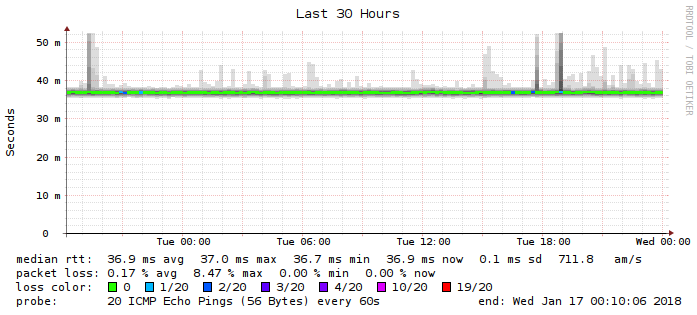 Last 30 Hours
RRDTOOL / TOBI OETIKER
Seconds
50 m
40 m
30 m
20 m
10 m
0
Tue 00:00 Tue 06:00 Tue 12:00 Tue 18:00 Wed 00:00
median rtt: 36.9 ms avg 37.0 ms max 36.7 ms min 36.9 ms now 0.1 ms sd 711.8 am/s
packet loss: 0.17 % avg 8.47 % max 0.00 % min 0.00 % now
loss color: 0 1/20 2/20 3/20 4/20 10/20 19/20
probe: 20 ICMP Echo Pings (56 Bytes) every 60s end: Wed Jan 17 00:10:06 2018